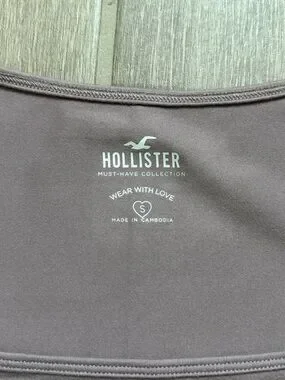 HOLLISTER
MUST-HAVE COLLECTION
WEAR WITH LOVE
S
MADE IN CAMBODIA